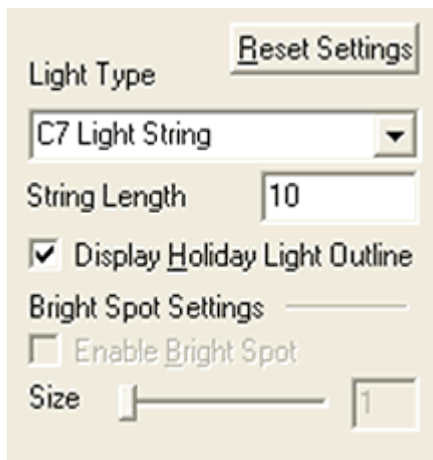 Reset Settings
Light Type
C7 Light String
String Length 10
Display Holiday Light Outline
Bright Spot Settings
Enable Bright Spot
Size 1